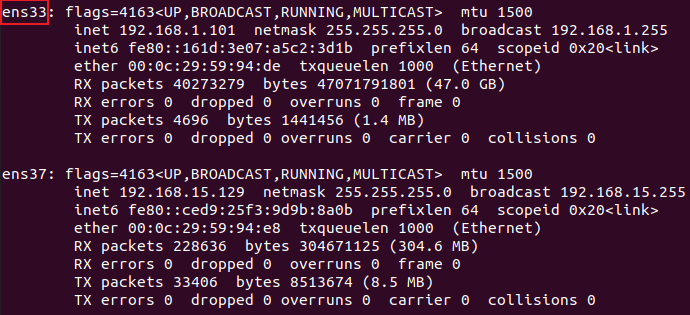 ens33: flags=4163<UP,BROADCAST,RUNNING,MULTICAST>  mtu 1500
        inet 192.168.1.101  netmask 255.255.255.0  broadcast 192.168.1.255
        inet6 fe80::161d:3e07:a5c2:3d1b  prefixlen 64  scopeid 0x20<link>
        ether 00:0c:29:59:94:de  txqueuelen 1000  (Ethernet)
        RX packets 40273279  bytes 47071791801 (47.0 GB)
        RX errors 0  dropped 0  overruns 0  frame 0
        TX packets 4696  bytes 1441456 (1.4 MB)
        TX errors 0  dropped 0 overruns 0  carrier 0  collisions 0

ens37: flags=4163<UP,BROADCAST,RUNNING,MULTICAST>  mtu 1500
        inet 192.168.15.129  netmask 255.255.255.0  broadcast 192.168.15.255
        inet6 fe80::ced9:25f3:9d9b:8a0b  prefixlen 64  scopeid 0x20<link>
        ether 00:0c:29:59:94:e8  txqueuelen 1000  (Ethernet)
        RX packets 228636  bytes 304671125 (304.6 MB)
        RX errors 0  dropped 0  overruns 0  frame 0
        TX packets 33406  bytes 8513674 (8.5 MB)
        TX errors 0  dropped 0 overruns 0  carrier 0  collisions 0